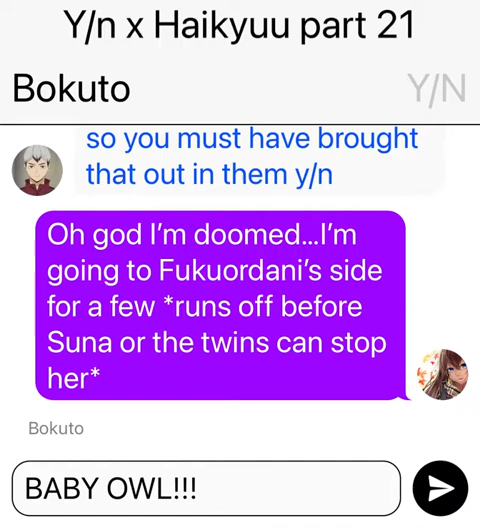 Y/n x Haikyuu part 21
Bokuto
Y/N
so you must have brought
that out in them y/n
Oh god I'm doomed...I'm
going to Fukuordani's side
for a few *runs off before
Suna or the twins can stop
her*
Bokuto
BABY OWL!!!